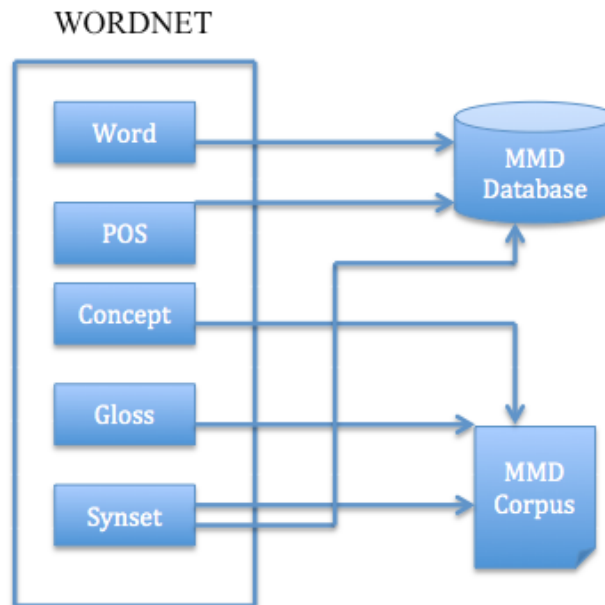 WORDNET
Word
POS
Concept
Gloss
Synset
MMD
Database
MMD
Corpus